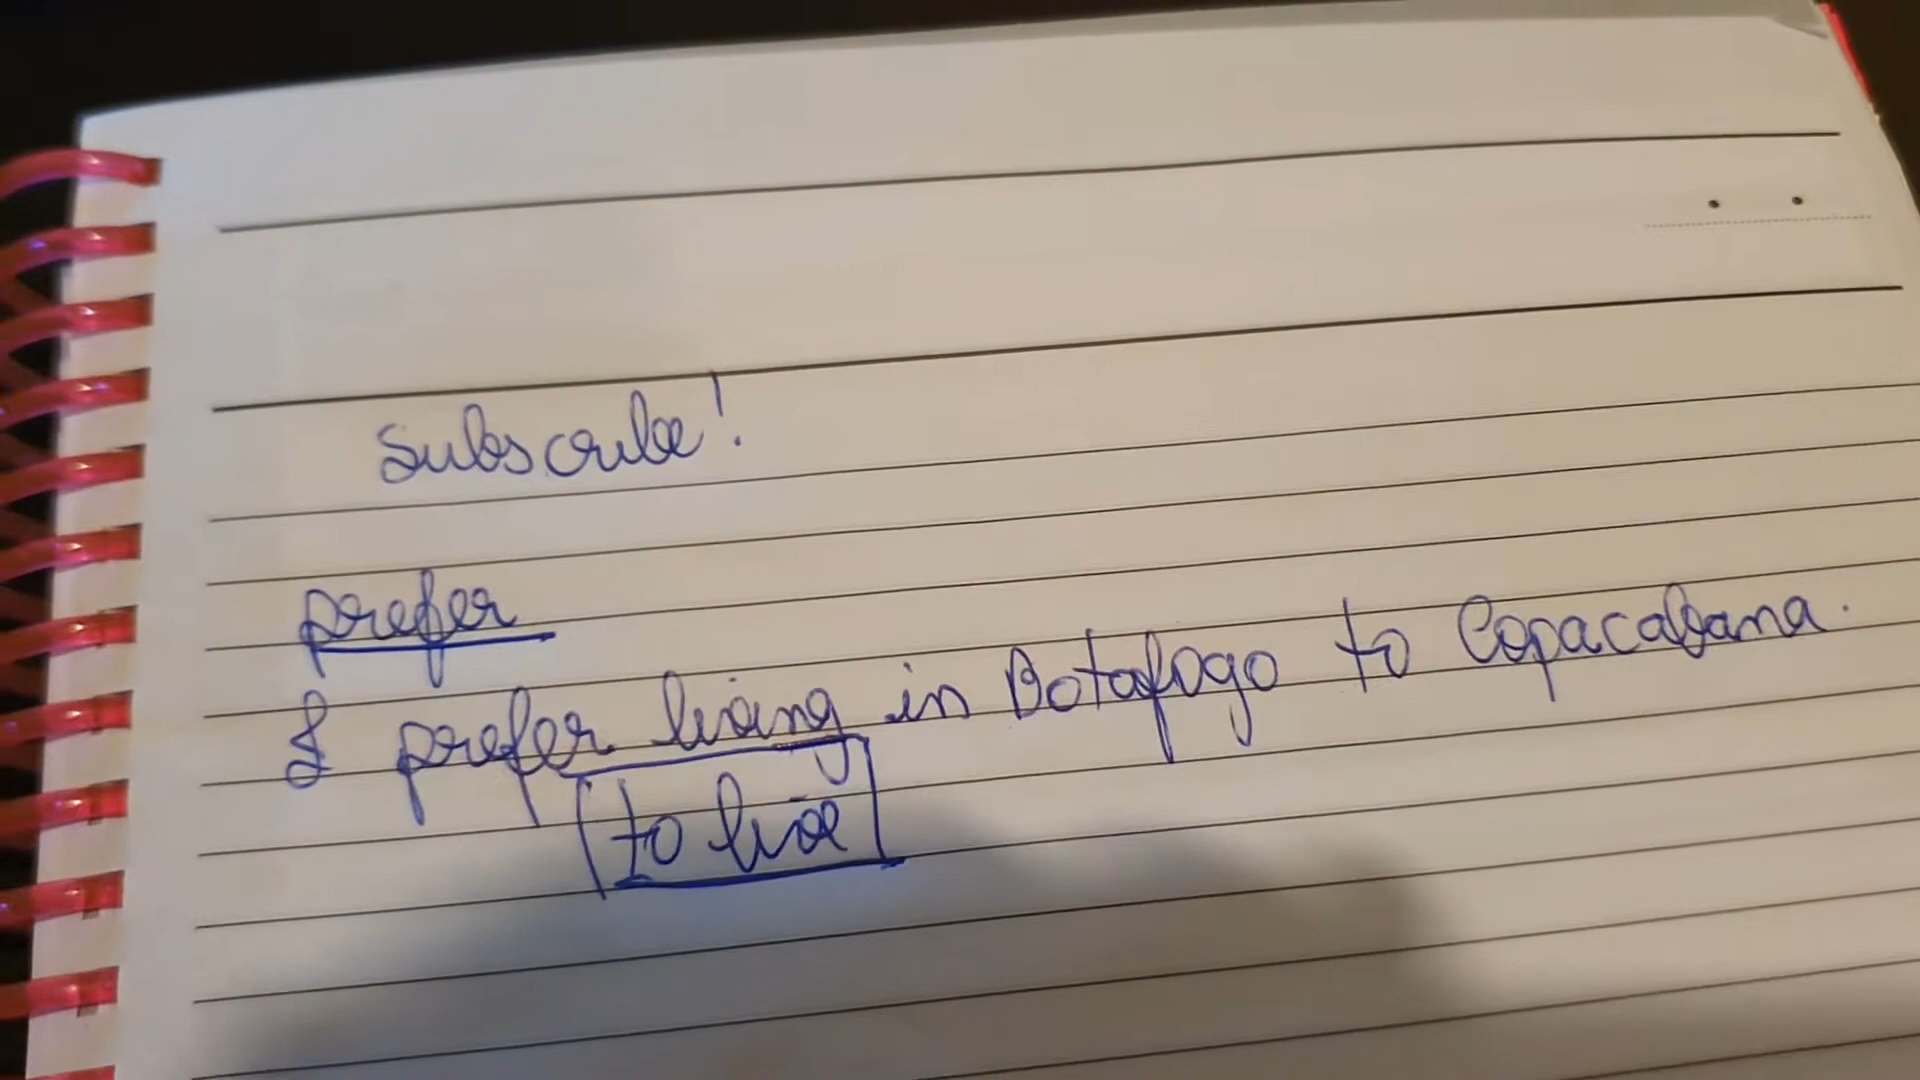 Subscribe!
prefer
I prefer living in Botafogo to Copacabana.
to live